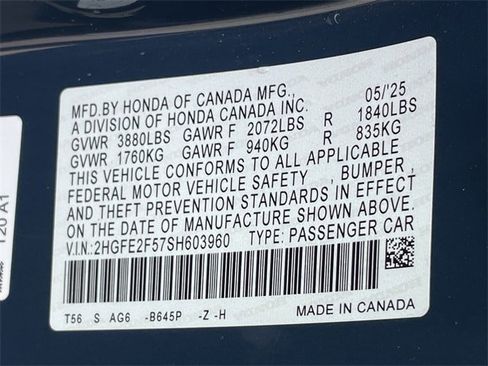 MFD.BY HONDA OF CANADA MFG., 05/'25
A DIVISION OF HONDA CANADA INC.
GVWR 3880LBS GAWR F 2072LBS R 1840LBS
GVWR 1760KG GAWR F 940KG R 835KG
THIS VEHICLE CONFORMS TO ALL APPLICABLE
FEDERAL MOTOR VEHICLE SAFETY , BUMPER ,
AND THEFT PREVENTION STANDARDS IN EFFECT
ON THE DATE OF MANUFACTURE SHOWN ABOVE.
V.I.N:2HGFE2F57SH603960 TYPE: PASSENGER CAR
T56 S AG6 -B645P -Z -H MADE IN CANADA
120 A1